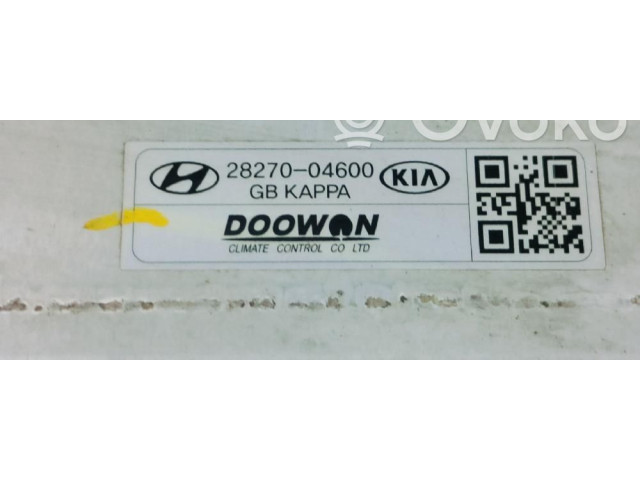 Ovoko
28270-04600
KIA
GB KAPPA
DOOWON
CLIMATE CONTROL CO LTD